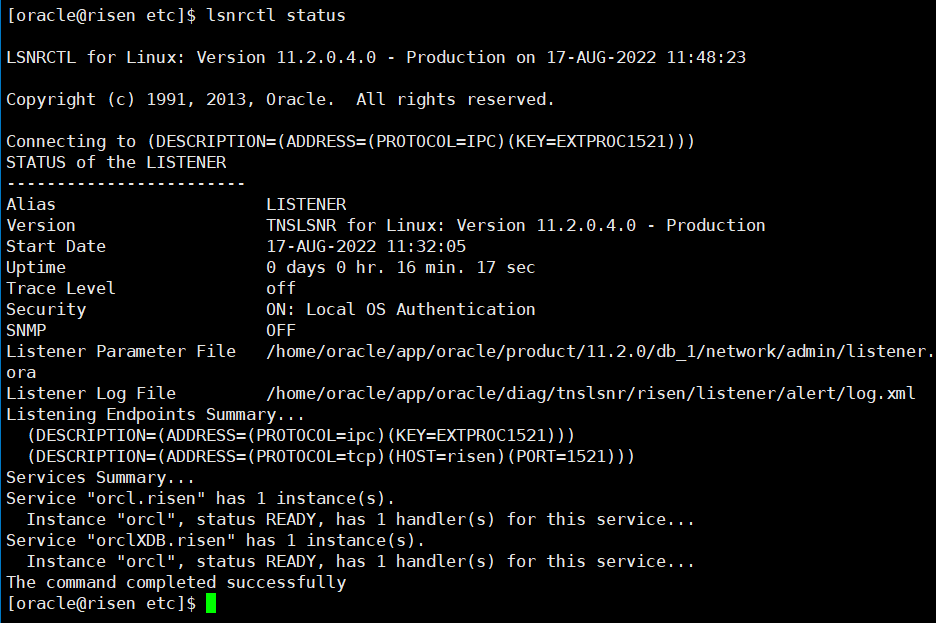 [oracle@risen etc]$ lsnrctl status
LSNRCTL for Linux: Version 11.2.0.4.0 - Production on 17-AUG-2022 11:48:23
Copyright (c) 1991, 2013, Oracle.  All rights reserved.
Connecting to (DESCRIPTION=(ADDRESS=(PROTOCOL=IPC)(KEY=EXTPROC1521)))
STATUS of the LISTENER
------------------------
Alias                     LISTENER
Version                   TNSLSNR for Linux: Version 11.2.0.4.0 - Production
Start Date                17-AUG-2022 11:32:05
Uptime                    0 days 0 hr. 16 min. 17 sec
Trace Level               off
Security                  ON: Local OS Authentication
SNMP                      OFF
Listener Parameter File   /home/oracle/app/oracle/product/11.2.0/db_1/network/admin/listener.
ora
Listener Log File         /home/oracle/app/oracle/diag/tnslsnr/risen/listener/alert/log.xml
Listening Endpoints Summary...
  (DESCRIPTION=(ADDRESS=(PROTOCOL=ipc)(KEY=EXTPROC1521)))
  (DESCRIPTION=(ADDRESS=(PROTOCOL=tcp)(HOST=risen)(PORT=1521)))
Services Summary...
Service "orcl.risen" has 1 instance(s).
  Instance "orcl", status READY, has 1 handler(s) for this service...
Service "orclXDB.risen" has 1 instance(s).
  Instance "orcl", status READY, has 1 handler(s) for this service...
The command completed successfully
[oracle@risen etc]$